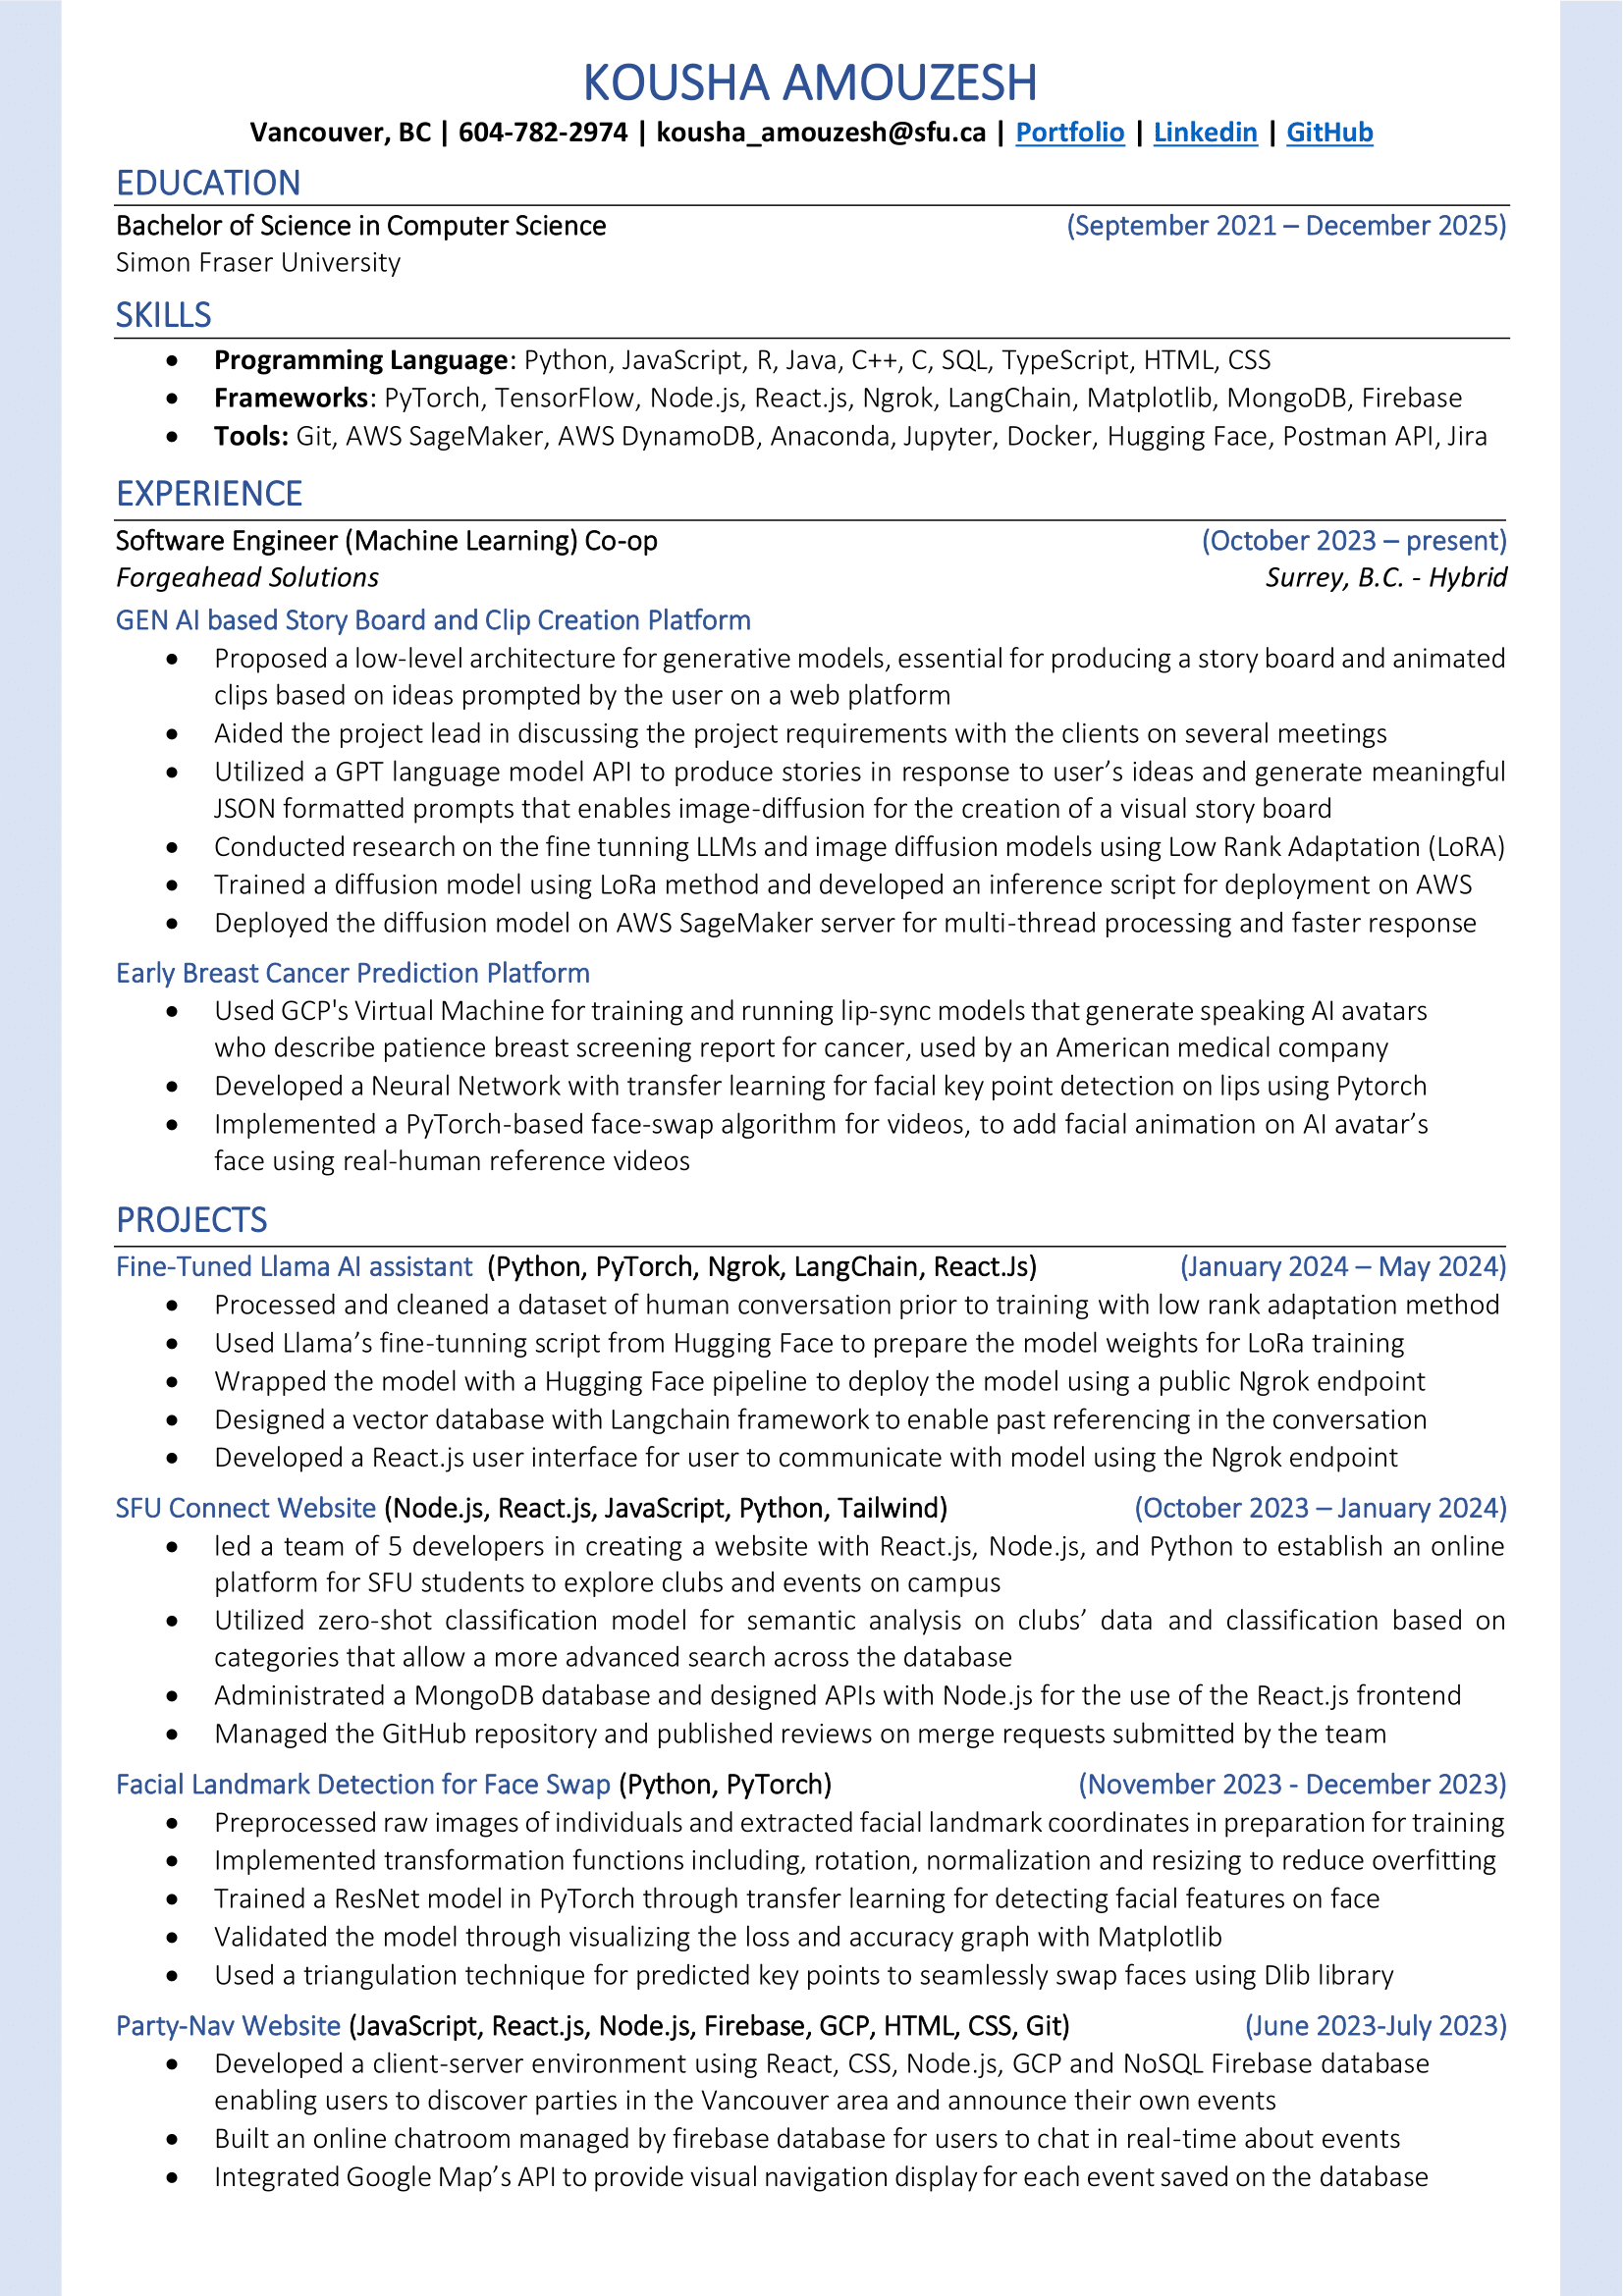 KOUSHA AMOUZESH
Vancouver, BC | 604-782-2974 | kousha_amouzesh@sfu.ca | Portfolio | Linkedin | GitHub
EDUCATION
Bachelor of Science in Computer Science (September 2021 – December 2025)
Simon Fraser University
SKILLS
• Programming Language: Python, JavaScript, R, Java, C++, C, SQL, TypeScript, HTML, CSS
• Frameworks: PyTorch, TensorFlow, Node.js, React.js, Ngrok, LangChain, Matplotlib, MongoDB, Firebase
• Tools: Git, AWS SageMaker, AWS DynamoDB, Anaconda, Jupyter, Docker, Hugging Face, Postman API, Jira
EXPERIENCE
Software Engineer (Machine Learning) Co-op (October 2023 – present)
Forgeahead Solutions Surrey, B.C. - Hybrid
GEN AI based Story Board and Clip Creation Platform
• Proposed a low-level architecture for generative models, essential for producing a story board and animated
clips based on ideas prompted by the user on a web platform
• Aided the project lead in discussing the project requirements with the clients on several meetings
• Utilized a GPT language model API to produce stories in response to user’s ideas and generate meaningful
JSON formatted prompts that enables image-diffusion for the creation of a visual story board
• Conducted research on the fine tunning LLMs and image diffusion models using Low Rank Adaptation (LoRA)
• Trained a diffusion model using LoRa method and developed an inference script for deployment on AWS
• Deployed the diffusion model on AWS SageMaker server for multi-thread processing and faster response
Early Breast Cancer Prediction Platform
• Used GCP's Virtual Machine for training and running lip-sync models that generate speaking AI avatars
who describe patience breast screening report for cancer, used by an American medical company
• Developed a Neural Network with transfer learning for facial key point detection on lips using Pytorch
• Implemented a PyTorch-based face-swap algorithm for videos, to add facial animation on AI avatar’s
face using real-human reference videos
PROJECTS
Fine-Tuned Llama AI assistant (Python, PyTorch, Ngrok, LangChain, React.Js) (January 2024 – May 2024)
• Processed and cleaned a dataset of human conversation prior to training with low rank adaptation method
• Used Llama’s fine-tunning script from Hugging Face to prepare the model weights for LoRa training
• Wrapped the model with a Hugging Face pipeline to deploy the model using a public Ngrok endpoint
• Designed a vector database with Langchain framework to enable past referencing in the conversation
• Developed a React.js user interface for user to communicate with model using the Ngrok endpoint
SFU Connect Website (Node.js, React.js, JavaScript, Python, Tailwind) (October 2023 – January 2024)
• led a team of 5 developers in creating a website with React.js, Node.js, and Python to establish an online
platform for SFU students to explore clubs and events on campus
• Utilized zero-shot classification model for semantic analysis on clubs’ data and classification based on
categories that allow a more advanced search across the database
• Administrated a MongoDB database and designed APIs with Node.js for the use of the React.js frontend
• Managed the GitHub repository and published reviews on merge requests submitted by the team
Facial Landmark Detection for Face Swap (Python, PyTorch) (November 2023 - December 2023)
• Preprocessed raw images of individuals and extracted facial landmark coordinates in preparation for training
• Implemented transformation functions including, rotation, normalization and resizing to reduce overfitting
• Trained a ResNet model in PyTorch through transfer learning for detecting facial features on face
• Validated the model through visualizing the loss and accuracy graph with Matplotlib
• Used a triangulation technique for predicted key points to seamlessly swap faces using Dlib library
Party-Nav Website (JavaScript, React.js, Node.js, Firebase, GCP, HTML, CSS, Git) (June 2023-July 2023)
• Developed a client-server environment using React, CSS, Node.js, GCP and NoSQL Firebase database
enabling users to discover parties in the Vancouver area and announce their own events
• Built an online chatroom managed by firebase database for users to chat in real-time about events
• Integrated Google Map’s API to provide visual navigation display for each event saved on the database